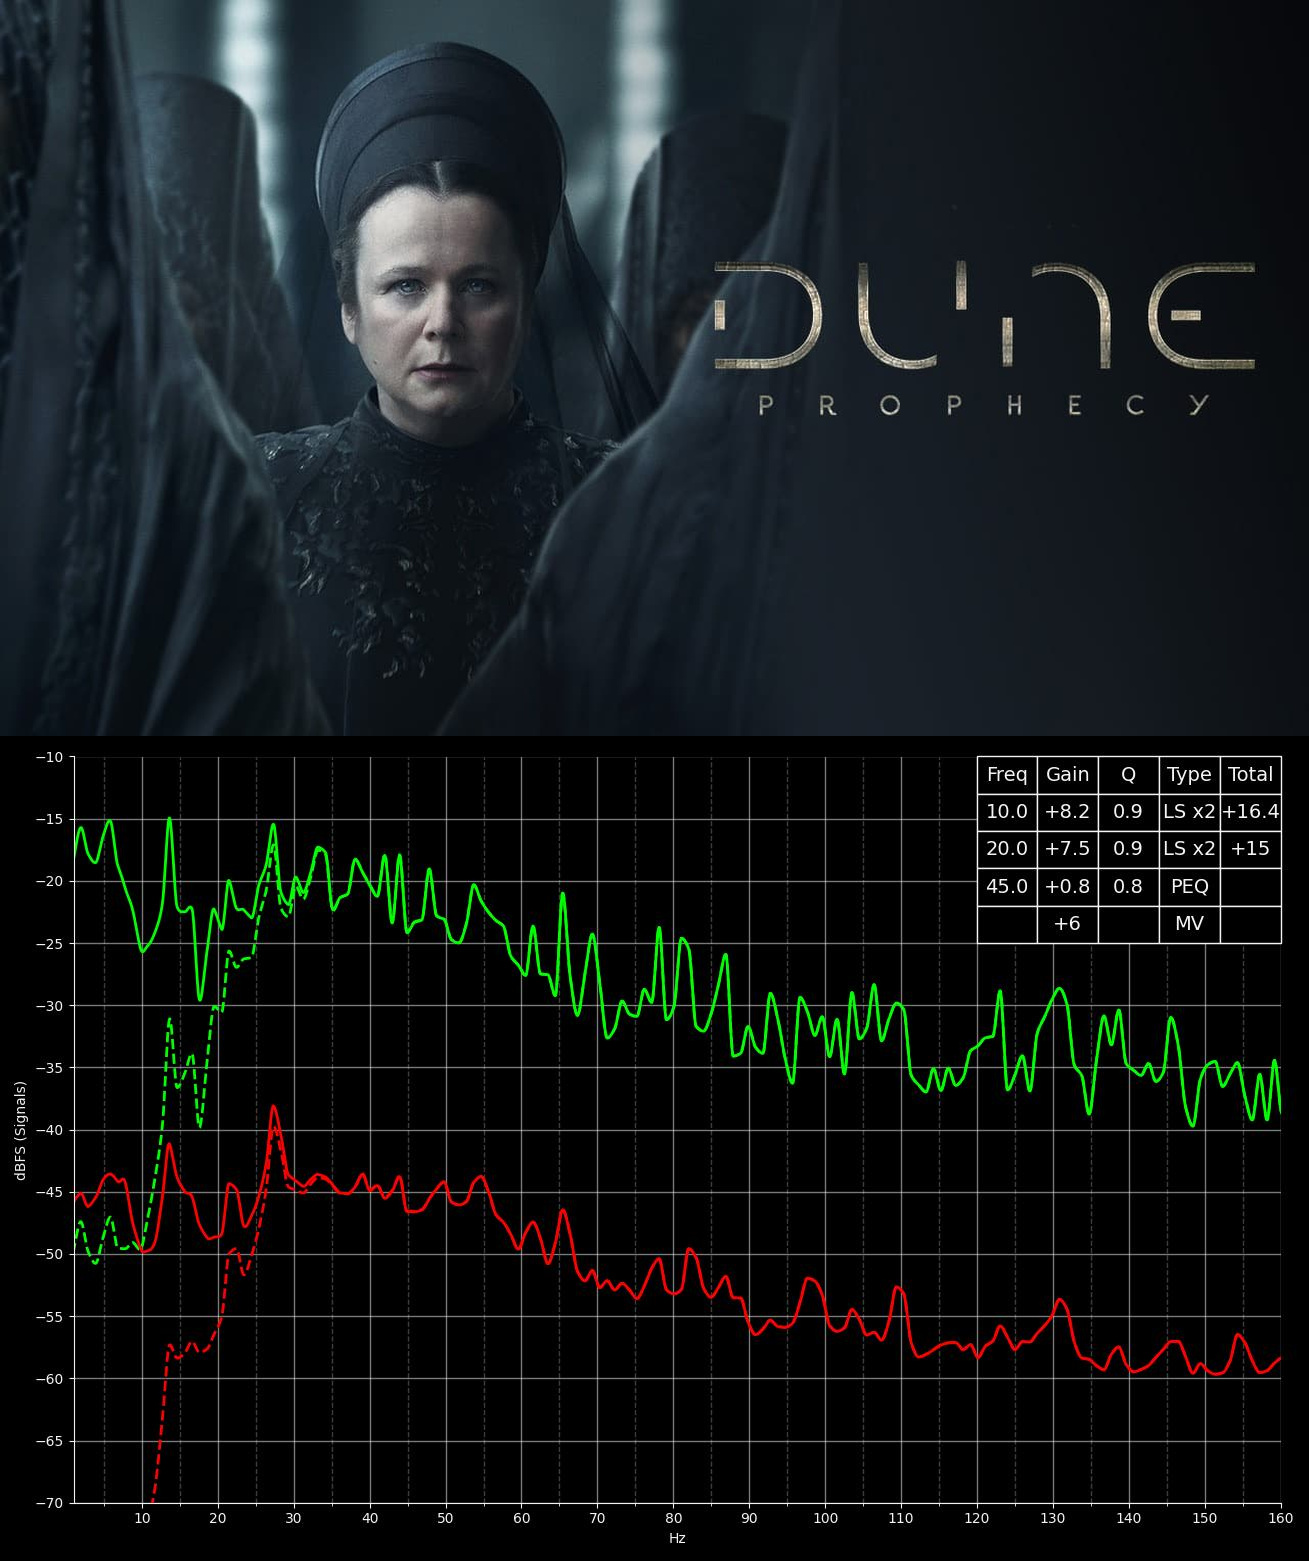 DUNE
PROPHECY
Freq Gain Q Type Total
10.0 +8.2 0.9 LS x2 +16.4
20.0 +7.5 0.9 LS x2 +15
45.0 +0.8 0.8 PEQ
+6 MV
−10
−15
−20
−25
−30
−35
−40
−45
−50
−55
−60
−65
−70
dBFS (Signals)
10 20 30 40 50 60 70 80 90 100 110 120 130 140 150 160
Hz